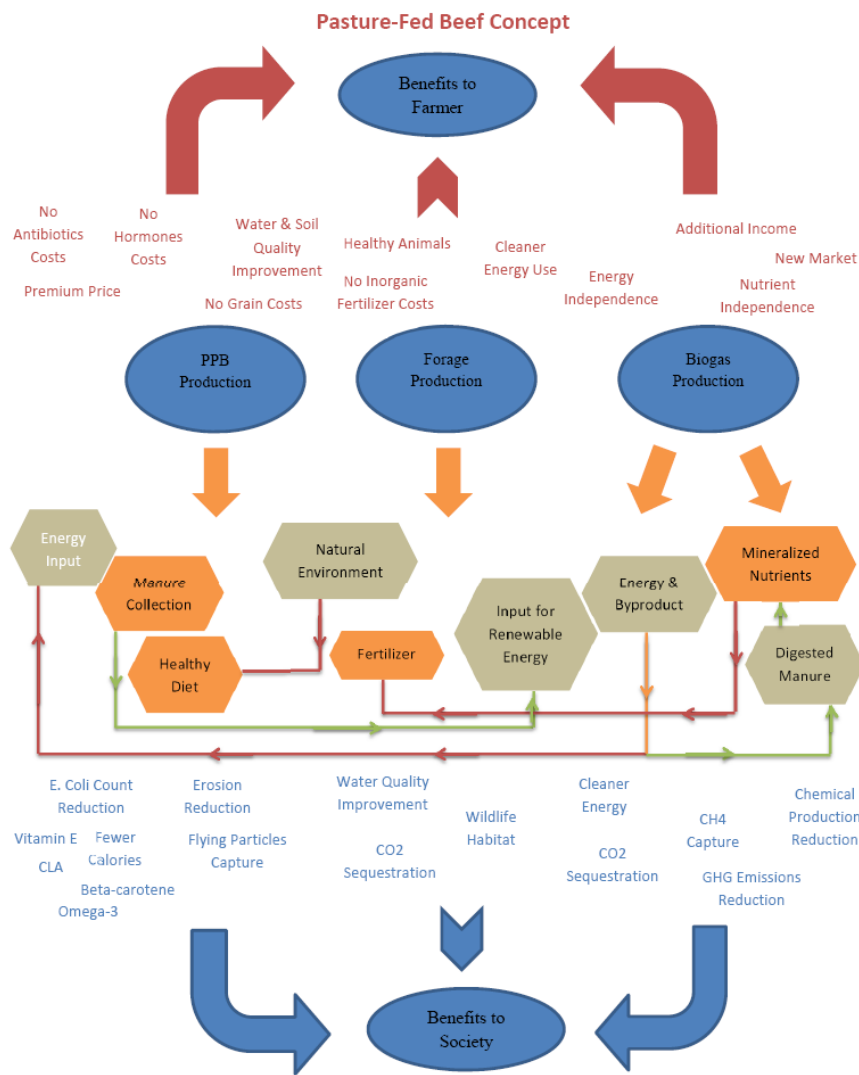 Pasture-Fed Beef Concept
Benefits to
Farmer
No
Antibiotics
Costs
No
Hormones
Costs
Premium Price
Water & Soil
Quality
Improvement
No Grain Costs
Healthy Animals
No Inorganic
Fertilizer Costs
Cleaner
Energy Use
Energy
Independence
Additional Income
New Market
Nutrient
Independence
PPB
Production
Forage
Production
Biogas
Production
Energy
Input
Manure
Collection
Healthy
Diet
Natural
Environment
Fertilizer
Input for
Renewable
Energy
Energy &
Byproduct
Mineralized
Nutrients
Digested
Manure
E. Coli Count
Reduction
Erosion
Reduction
Vitamin E
CLA
Fewer
Calories
Beta-carotene
Omega-3
Flying Particles
Capture
Water Quality
Improvement
CO2
Sequestration
Wildlife
Habitat
Cleaner
Energy
CO2
Sequestration
CH4
Capture
Chemical
Production
Reduction
GHG Emissions
Reduction
Benefits to
Society